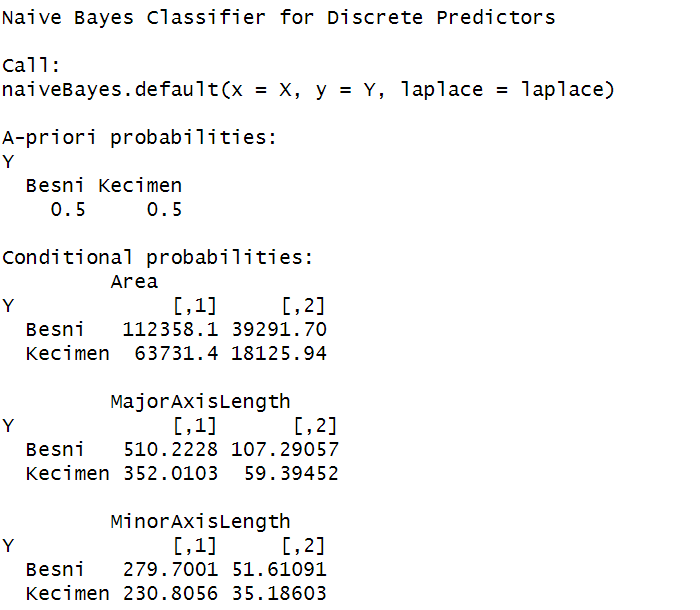 Naive Bayes Classifier for Discrete Predictors
Call:
naiveBayes.default(x = X, y = Y, laplace = laplace)
A-priori probabilities:
Y
Besni Kecimen
0.5 0.5
Conditional probabilities:
Area
Y [,1] [,2]
Besni 112358.1 39291.70
Kecimen 63731.4 18125.94
MajorAxisLength
Y [,1] [,2]
Besni 510.2228 107.29057
Kecimen 352.0103 59.39452
MinorAxisLength
Y [,1] [,2]
Besni 279.7001 51.61091
Kecimen 230.8056 35.18603